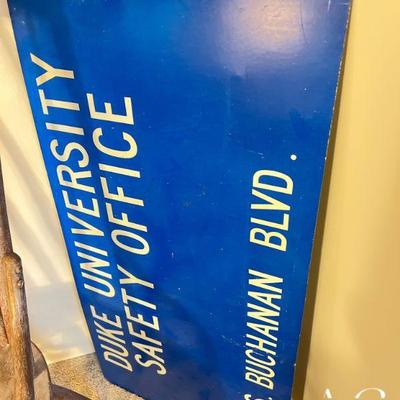 DUKE UNIVERSITY
SAFETY OFFICE
BUCHANAN BLVD.